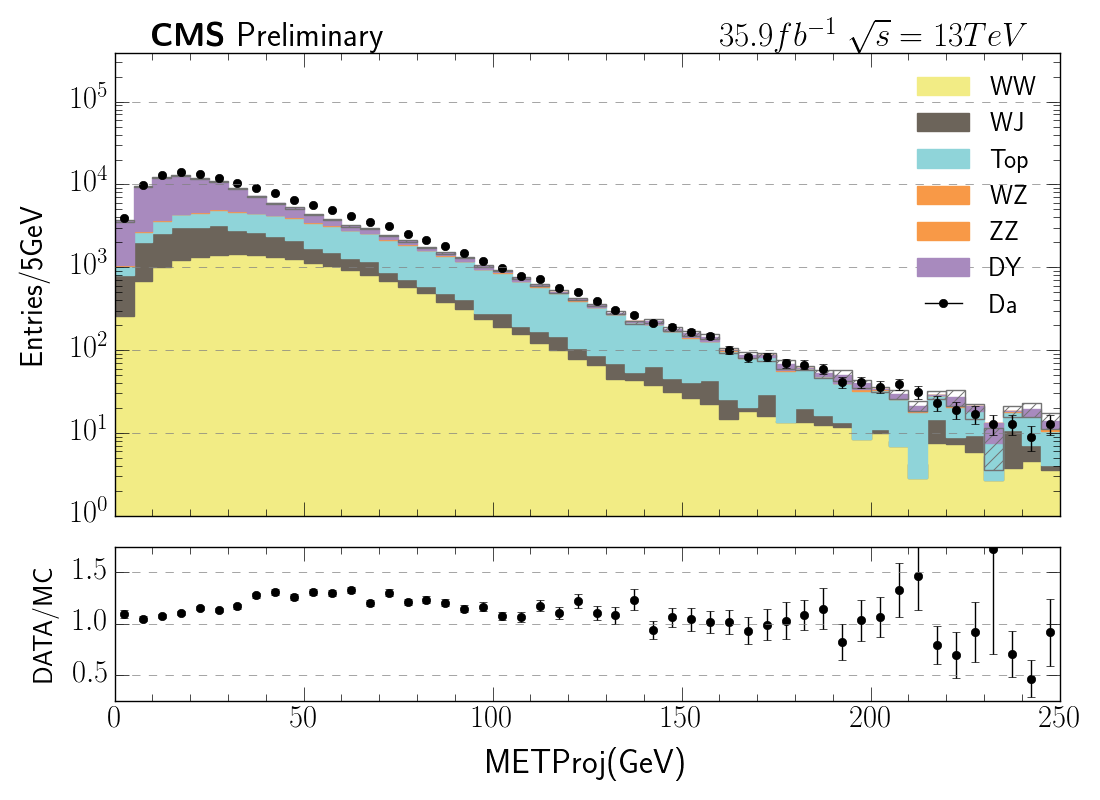 CMS Preliminary 35.9fb⁻¹ √s = 13TeV
Entries/5GeV
10⁵
10⁴
10³
10²
10¹
10⁰
WW
WJ
Top
WZ
ZZ
DY
Da
DATA/MC
1.5
1.0
0.5
0 50 100 150 200 250
METProj(GeV)